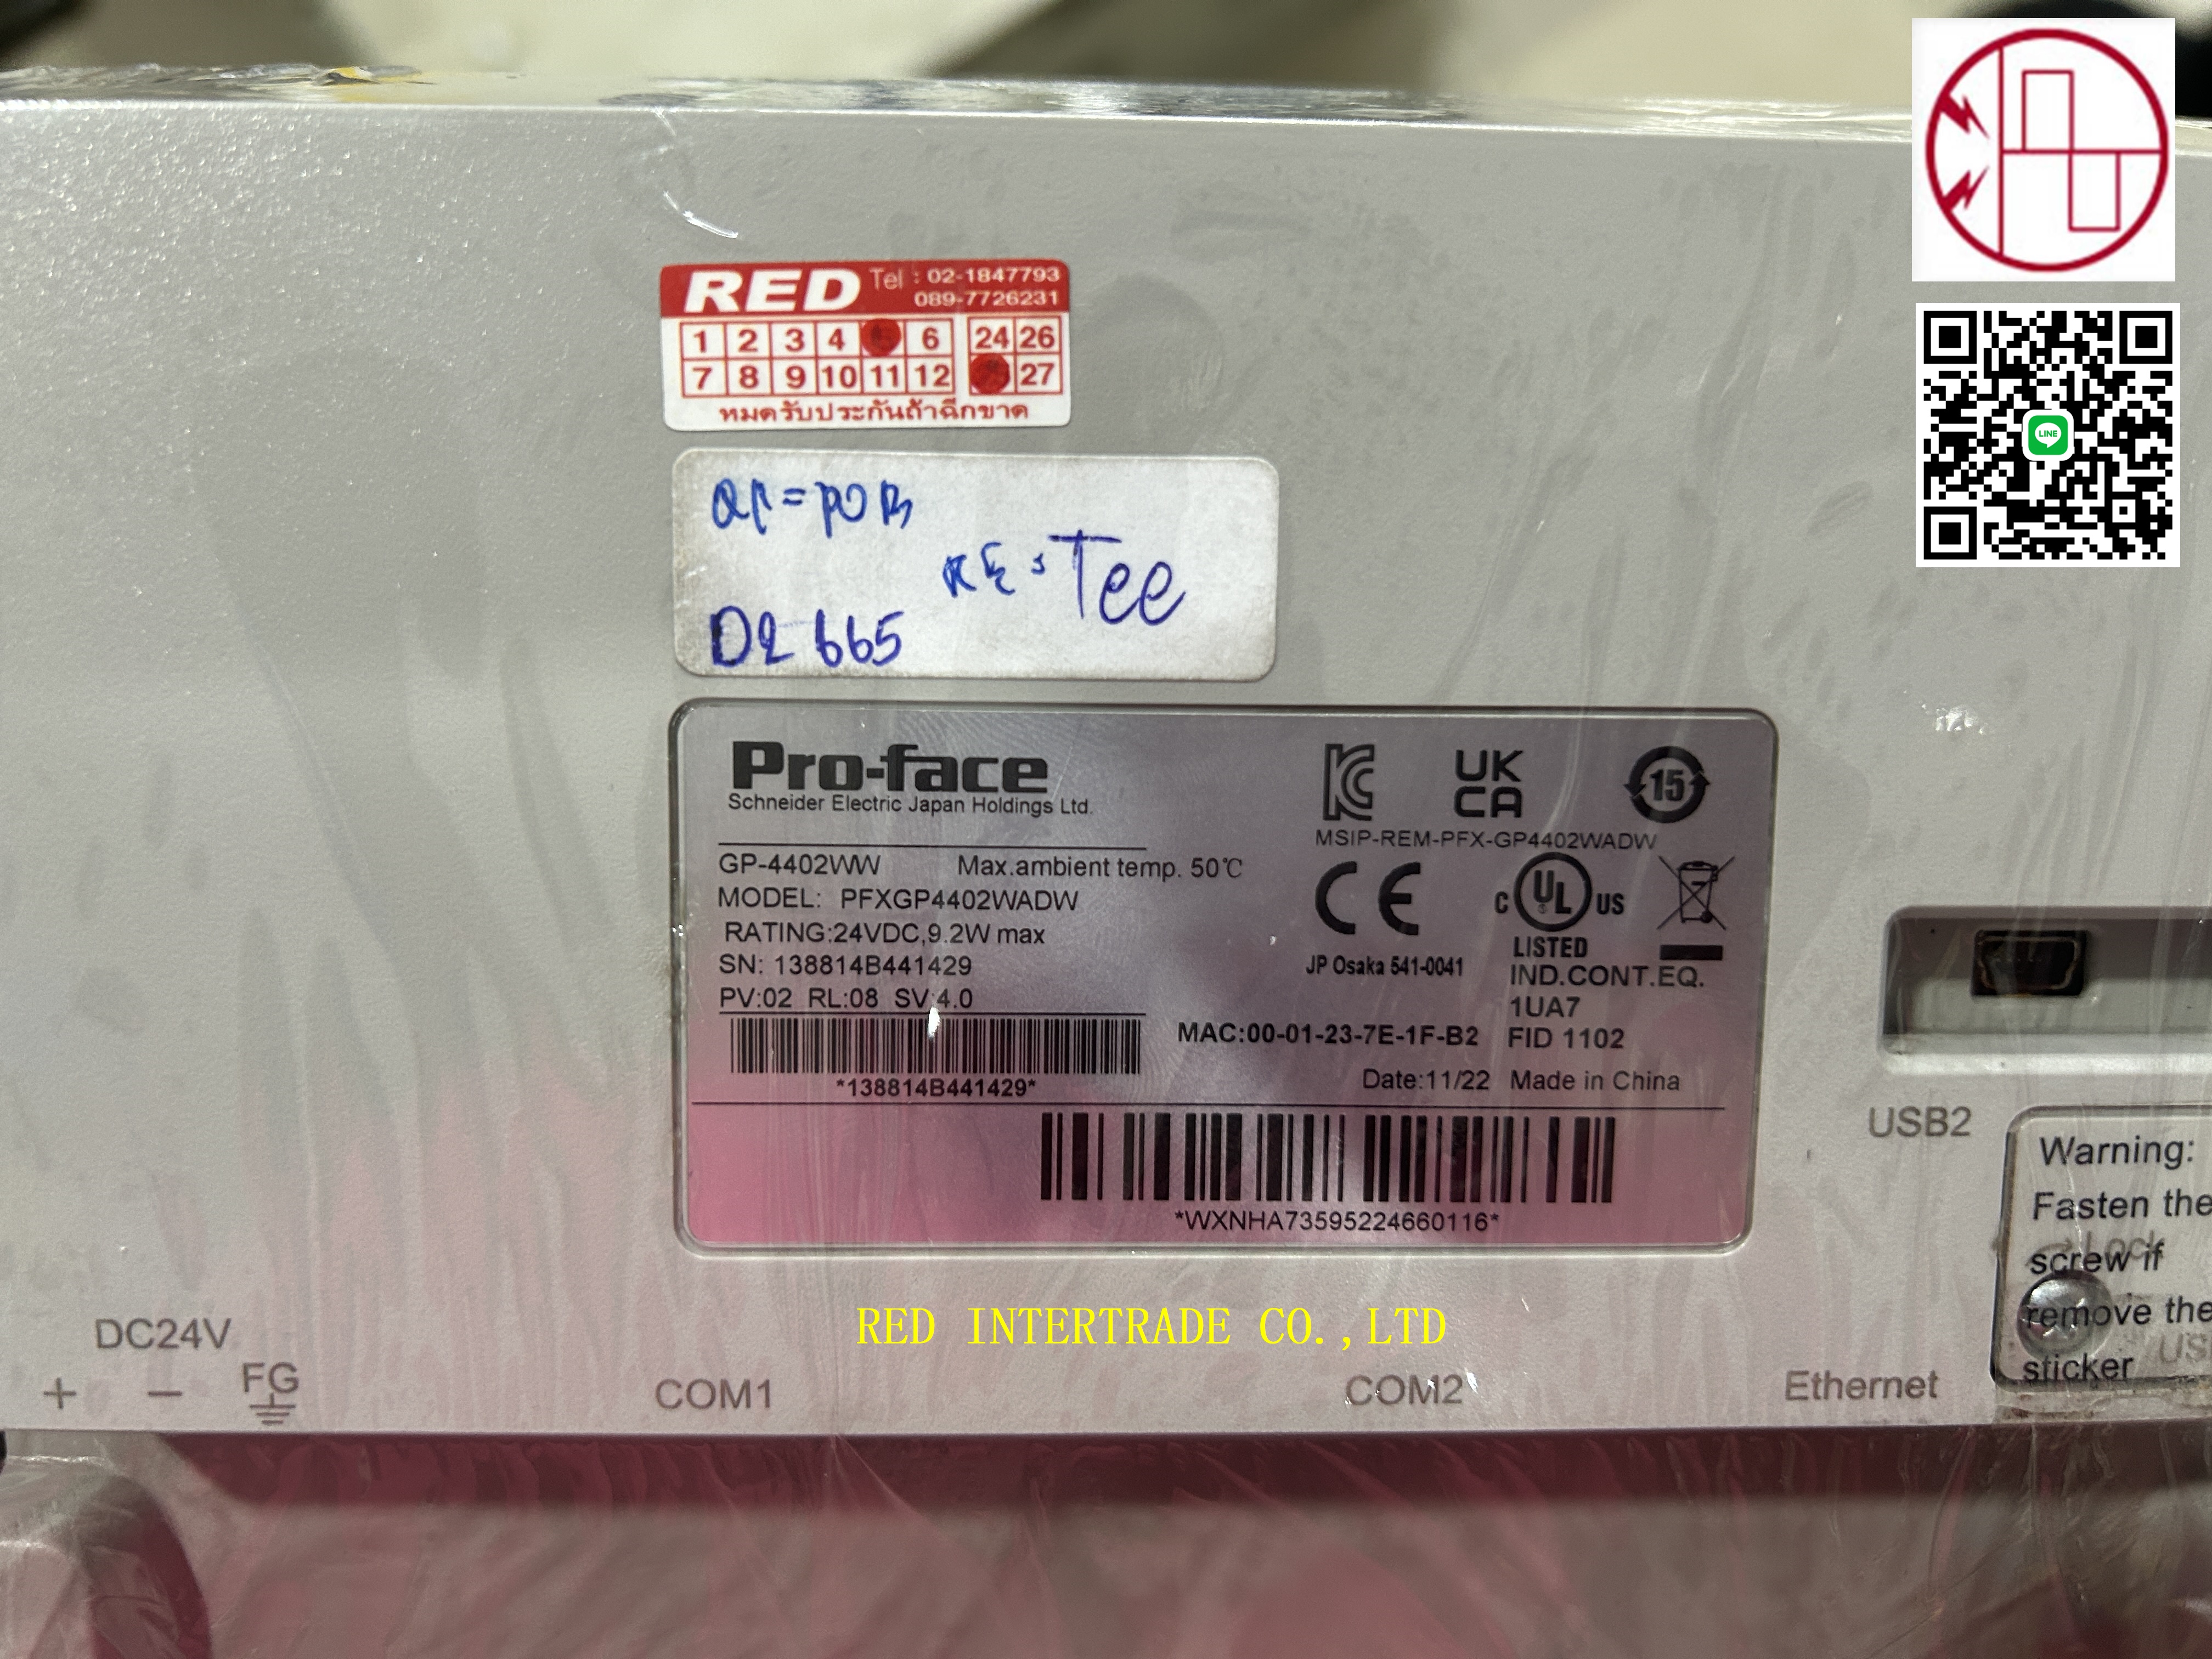 RED Tel : 02-1847793
089-7726231
1 2 3 4 6 24 26
7 8 9 10 11 12 27
หมดรับประกันถ้าฉีกขาด
D2 665
Tee
Pro-face
Schneider Electric Japan Holdings Ltd.
GP-4402WW Max.ambient temp. 50℃
MODEL: PFXGP4402WADW
RATING:24VDC,9.2W max
SN: 138814B441429
PV:02 RL:08 SV:4.0
*138814B441429*
UK
CA
15
MSIP-REM-PFX-GP4402WADW
CE
C UL US
LISTED
JP Osaka 541-0041
IND.CONT.EQ.
1UA7
MAC:00-01-23-7E-1F-B2 FID 1102
Date:11/22 Made in China
*WXNHA73595224660116*
LINE
USB2
Warning:
Fasten the
screw if
remove the
sticker
Lock
RED INTERTRADE CO.,LTD
DC24V
+ − FG
COM1
COM2
Ethernet